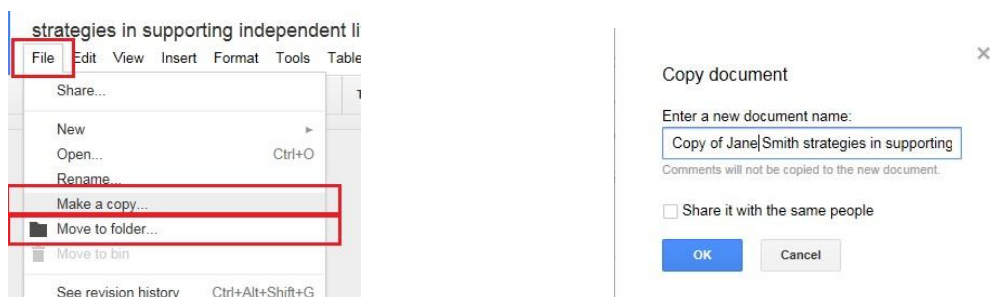 strategies in supporting independent li
File Edit View Insert Format Tools Table
Share...
New
Open... Ctrl+O
Rename...
Make a copy...
Move to folder...
Move to bin
See revision history Ctrl+Alt+Shift+G
Copy document
Enter a new document name:
Copy of Jane Smith strategies in supporting
Comments will not be copied to the new document.
Share it with the same people
OK Cancel